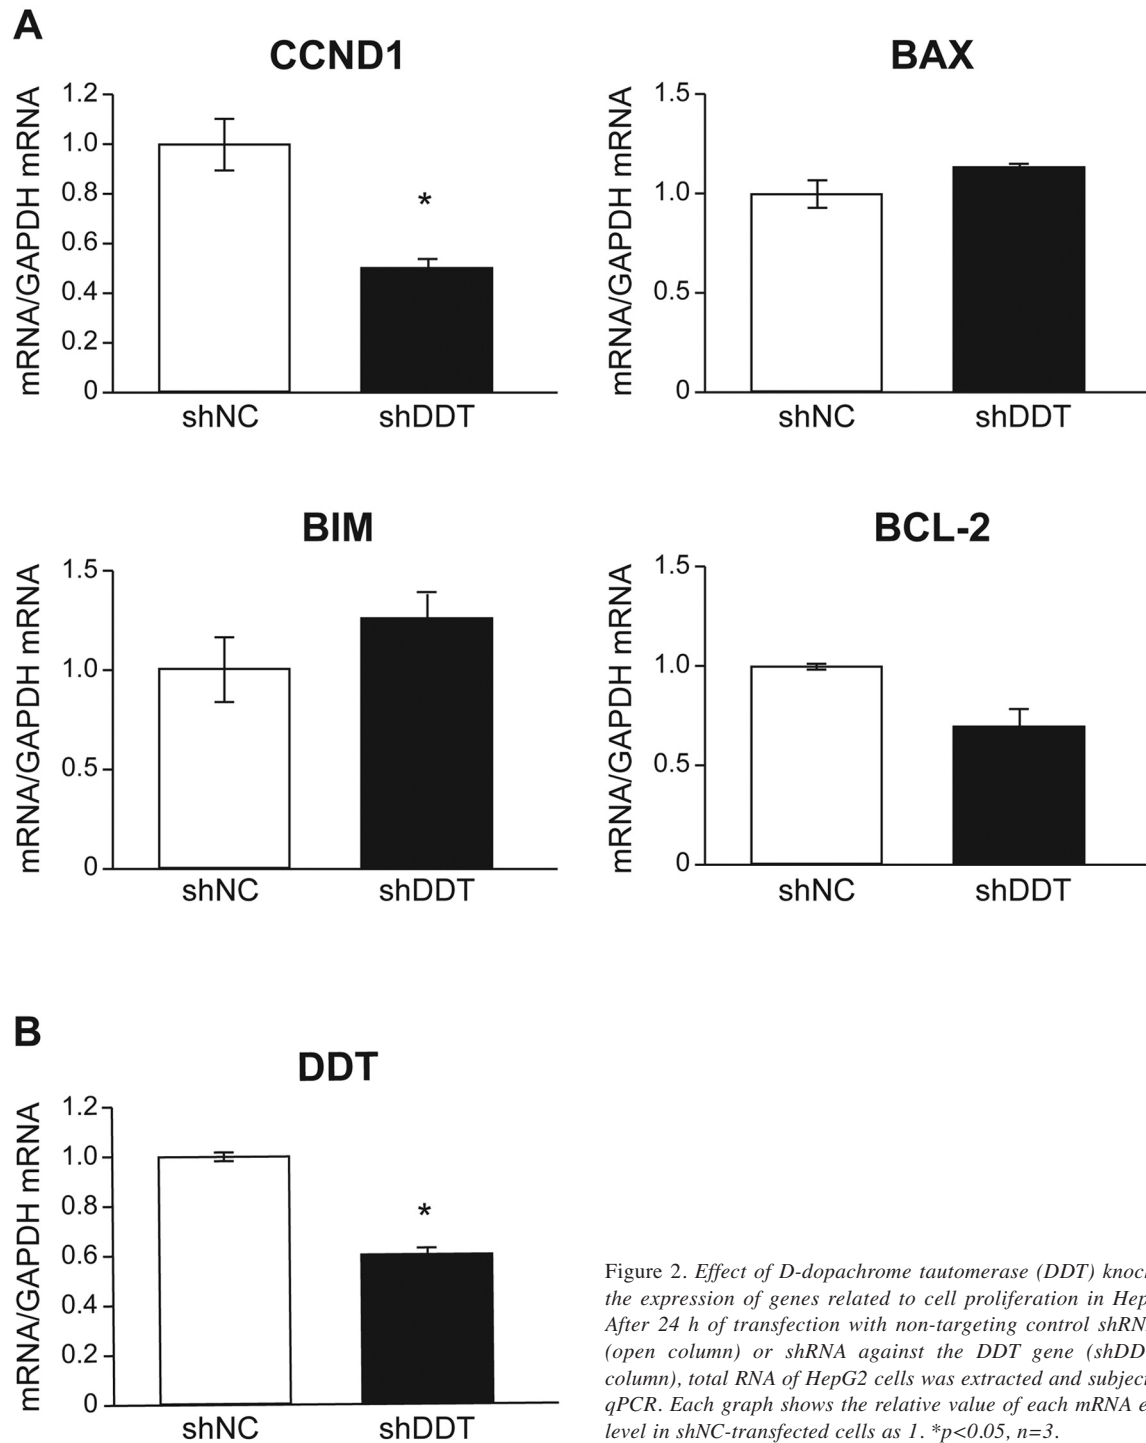 A
CCND1
mRNA/GAPDH mRNA
1.2
1.0
0.8
0.6
0.4
0.2
0
*
shNC shDDT
BAX
mRNA/GAPDH mRNA
1.5
1.0
0.5
0
shNC shDDT
BIM
mRNA/GAPDH mRNA
1.5
1.0
0.5
0
shNC shDDT
BCL-2
mRNA/GAPDH mRNA
1.5
1.0
0.5
0
shNC shDDT
B
DDT
mRNA/GAPDH mRNA
1.2
1.0
0.8
0.6
0.4
0.2
0
*
shNC shDDT
Figure 2. Effect of D-dopachrome tautomerase (DDT)
the expression of genes related to cell proliferation in
After 24 h of transfection with non-targeting control
(open column) or shRNA against the DDT gene
column), total RNA of HepG2 cells was extracted and
qPCR. Each graph shows the relative value of each mRNA
level in shNC-transfected cells as 1. *p<0.05, n=3.